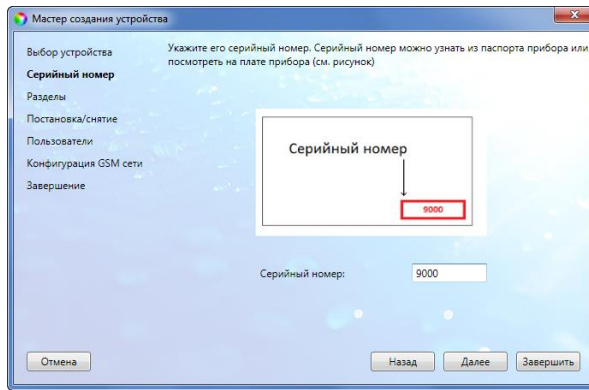 Мастер создания устройства
Выбор устройства
Серийный номер
Разделы
Постановка/снятие
Пользователи
Конфигурация GSM сети
Завершение
Укажите его серийный номер. Серийный номер можно узнать из паспорта прибора или
посмотреть на плате прибора (см. рисунок)
Серийный номер
9000
Серийный номер:
9000
Отмена
Назад
Далее
Завершить